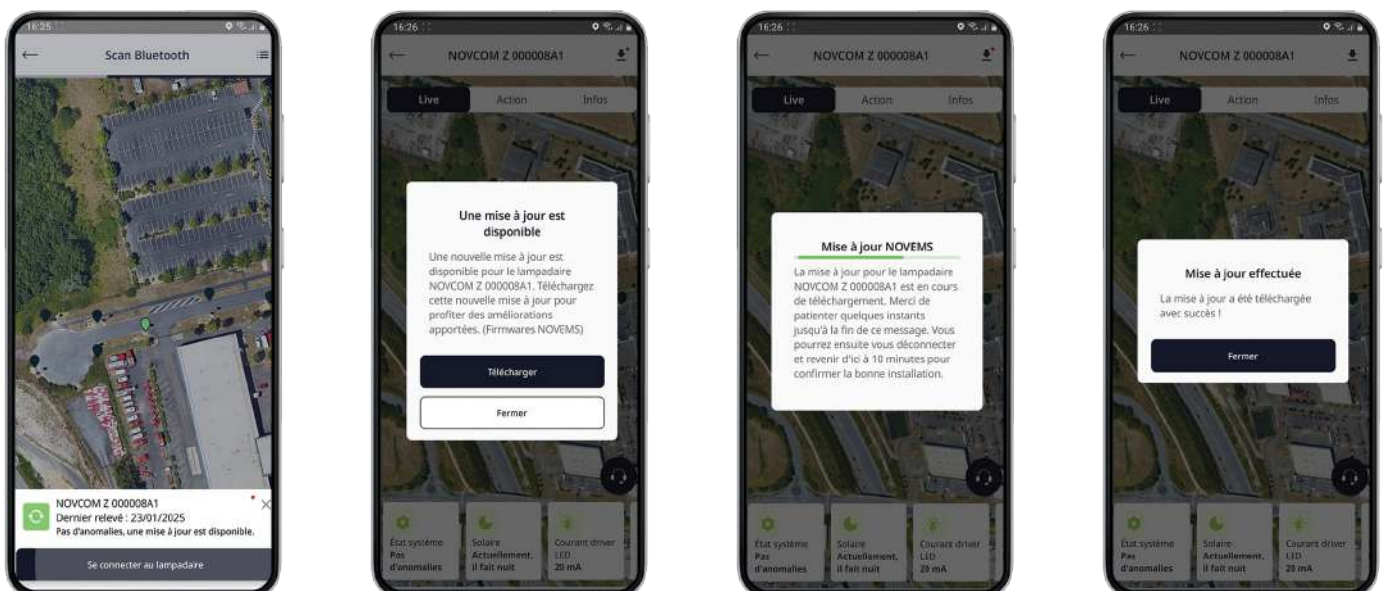 16:25
Scan Bluetooth
NOVCOM Z 000008A1
Dernier relevé : 23/01/2025
Pas d'anomalies, une mise à jour est disponible.
Se connecter au lampadaire
16:26
NOVCOM Z 000008A1
Live Action Infos
Une mise à jour est
disponible
Une nouvelle mise à jour est
disponible pour le lampadaire
NOVCOM Z 000008A1. Téléchargez
cette nouvelle mise à jour pour
profiter des améliorations
apportées. (Firmwares NOVEMS)
Télécharger
Fermer
État système
Pas
d'anomalies
Solaire
Actuellement,
il fait nuit
Courant driver
LED
20 mA
16:26
NOVCOM Z 000008A1
Live Action Infos
Mise à jour NOVEMS
La mise à jour pour le lampadaire
NOVCOM Z 000008A1 est en cours
de téléchargement. Merci de
patienter quelques instants
jusqu'à la fin de ce message. Vous
pourrez ensuite vous déconnecter
et revenir d'ici à 10 minutes pour
confirmer la bonne installation.
État système
Pas
d'anomalies
Solaire
Actuellement,
il fait nuit
Courant driver
LED
20 mA
16:26
NOVCOM Z 000008A1
Live Action Infos
Mise à jour effectuée
La mise à jour a été téléchargée
avec succès !
Fermer
État système
Pas
d'anomalies
Solaire
Actuellement,
il fait nuit
Courant driver
LED
20 mA